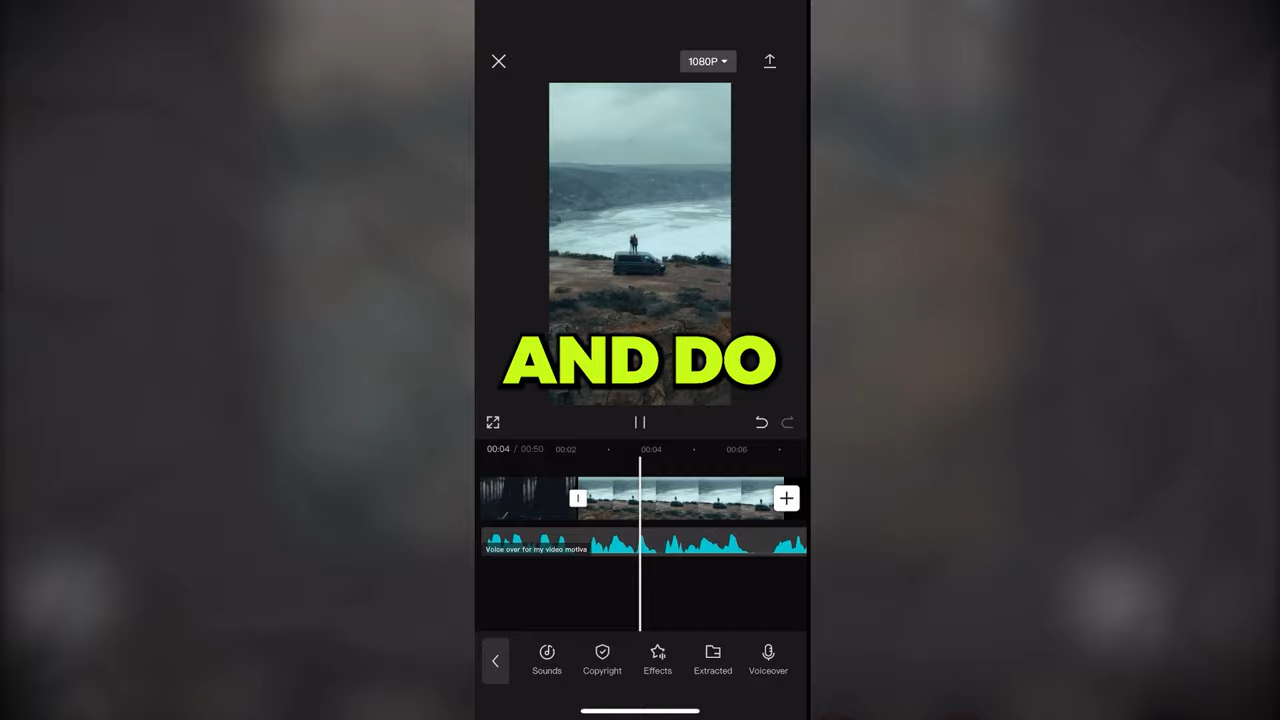 1080P
AND DO
00:04 / 00:50 00:02 00:04 00:06
Voice over for my video motiva
Sounds Copyright Effects Extracted Voiceover